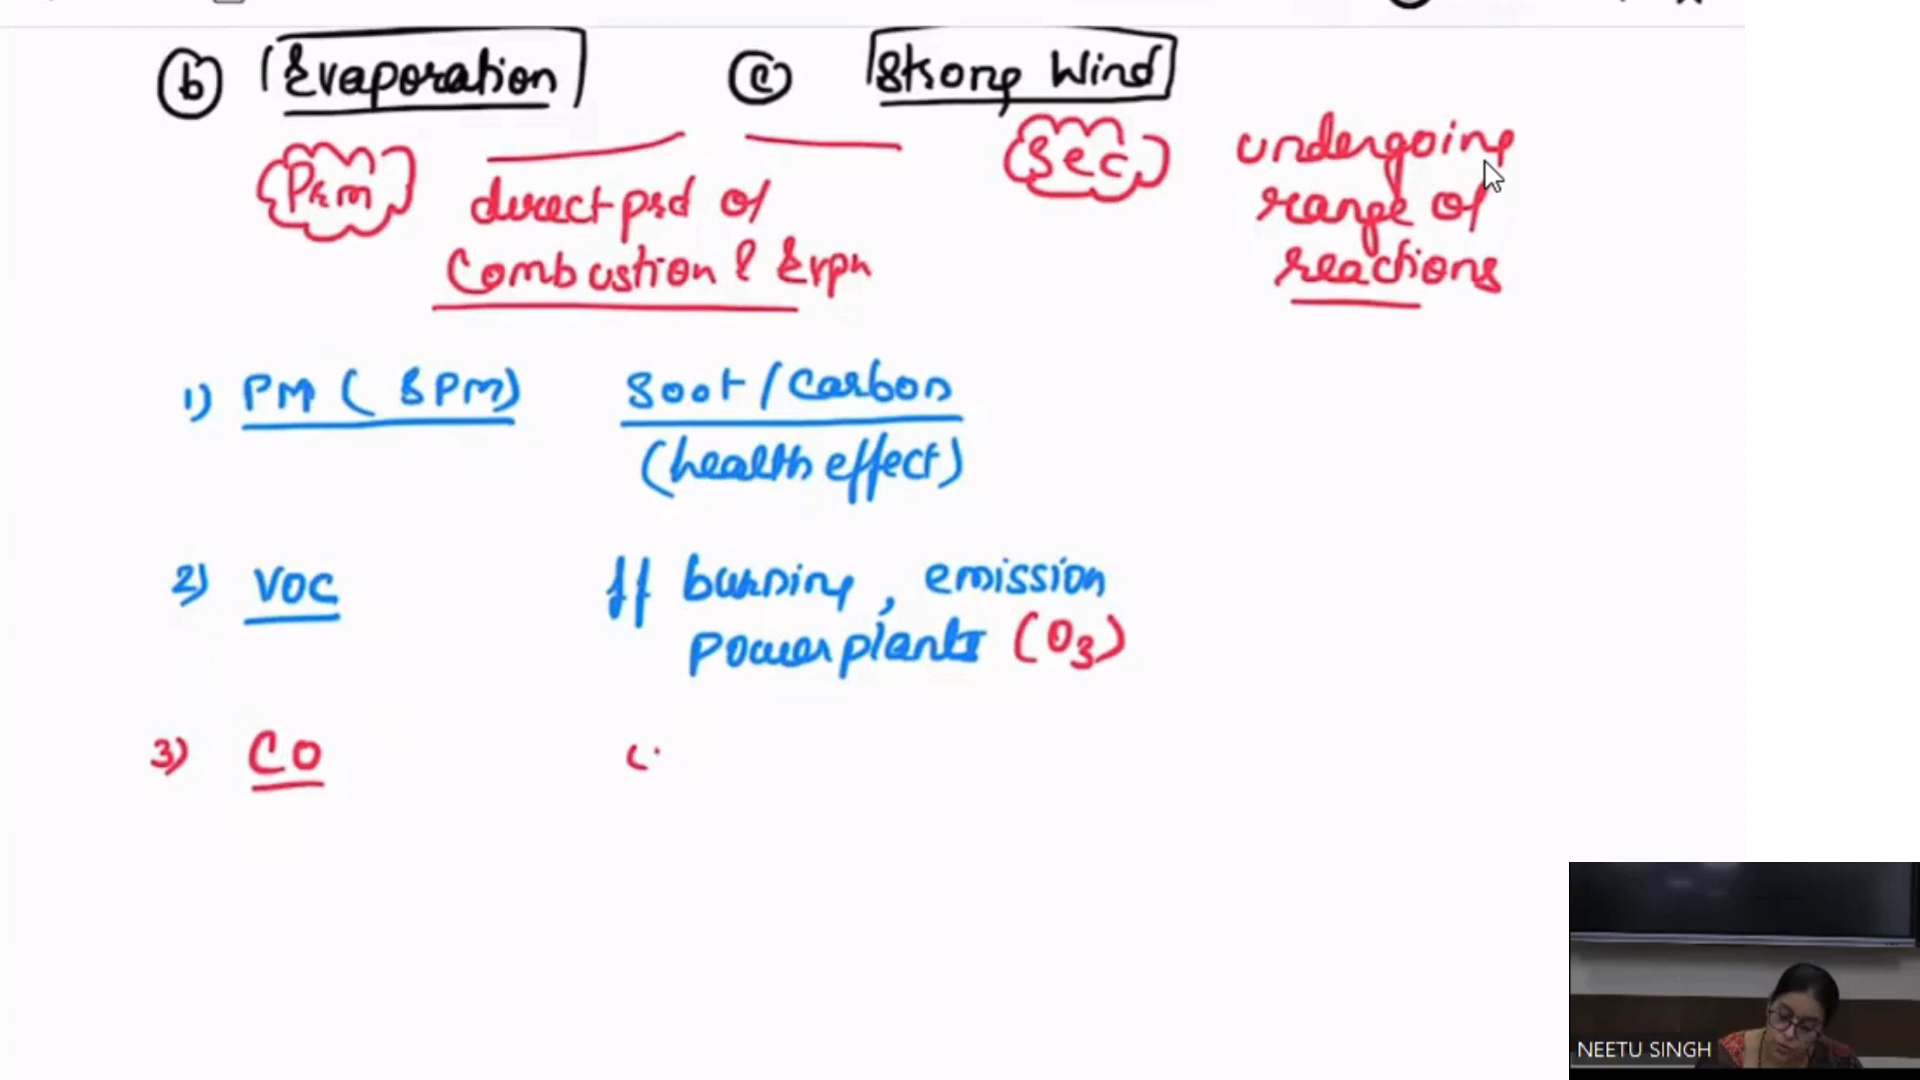 b Evaporation c Strong Wind
Prm direct prd of Sec undergoing
Combustion & Evpn range of
reactions
1) PM ( SPM) Soot / Carbon
(health effect)
2) VOC ff burning , emission
powerplants (O3)
3) CO
NEETU SINGH